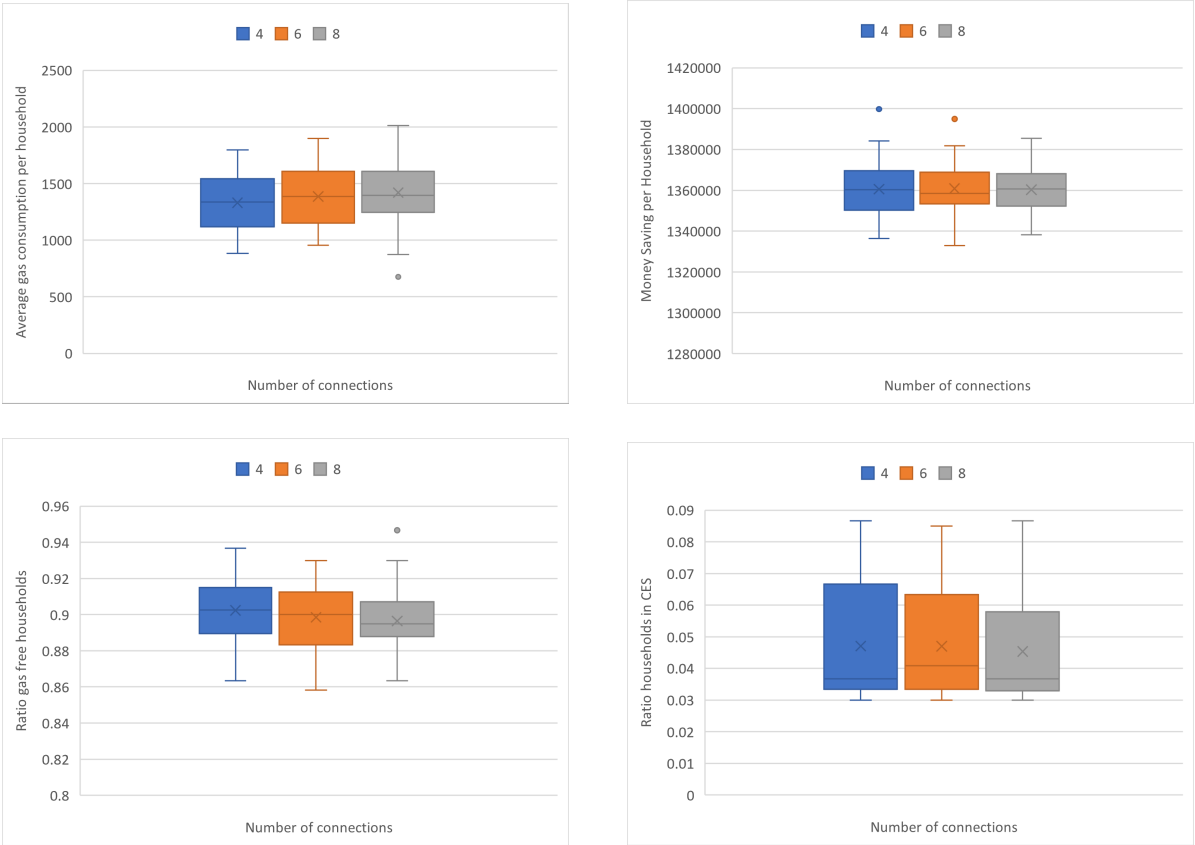 4 6 8
Average gas consumption per household
2500
2000
1500
1000
500
0
Number of connections
4 6 8
Money Saving per Household
1420000
1400000
1380000
1360000
1340000
1320000
1300000
1280000
Number of connections
4 6 8
Ratio gas free households
0.96
0.94
0.92
0.9
0.88
0.86
0.84
0.82
0.8
Number of connections
4 6 8
Ratio households in CES
0.09
0.08
0.07
0.06
0.05
0.04
0.03
0.02
0.01
0
Number of connections